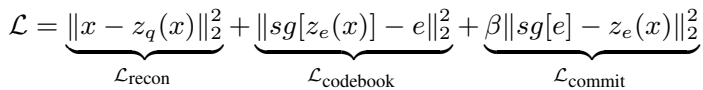 \mathcal{L} = \underbrace{\|x - z_q(x)\|_2^2}_{\mathcal{L}_{\text{recon}}} + \underbrace{\|sg[z_e(x)] - e\|_2^2}_{\mathcal{L}_{\text{codebook}}} + \underbrace{\beta\|sg[e] - z_e(x)\|_2^2}_{\mathcal{L}_{\text{commit}}}